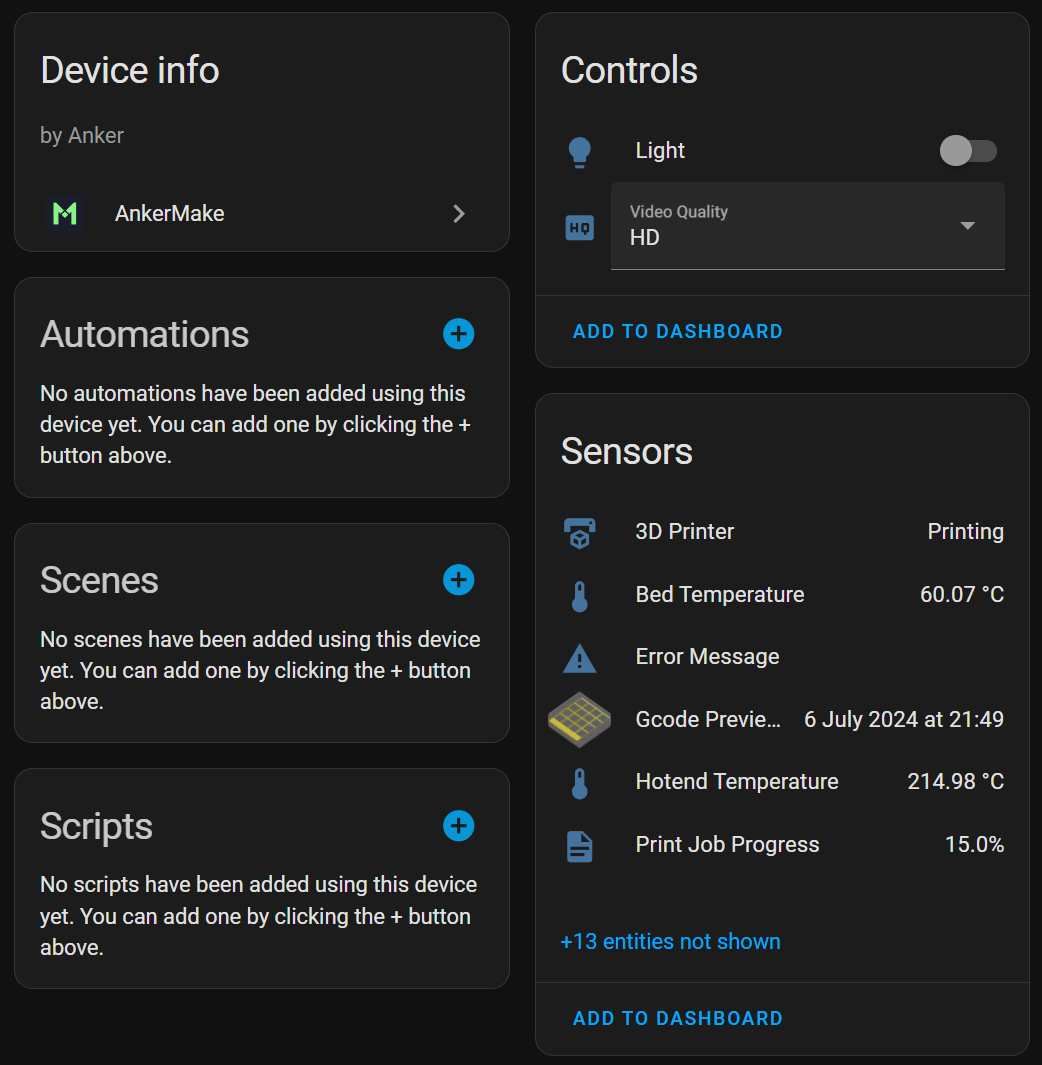 Device info
by Anker
AnkerMake
Automations
No automations have been added using this
device yet. You can add one by clicking the +
button above.
Scenes
No scenes have been added using this device
yet. You can add one by clicking the + button
above.
Scripts
No scripts have been added using this device
yet. You can add one by clicking the + button
above.
Controls
Light
HQ
Video Quality
HD
ADD TO DASHBOARD
Sensors
3D Printer Printing
Bed Temperature 60.07 °C
Error Message
Gcode Previe... 6 July 2024 at 21:49
Hotend Temperature 214.98 °C
Print Job Progress 15.0%
+13 entities not shown
ADD TO DASHBOARD